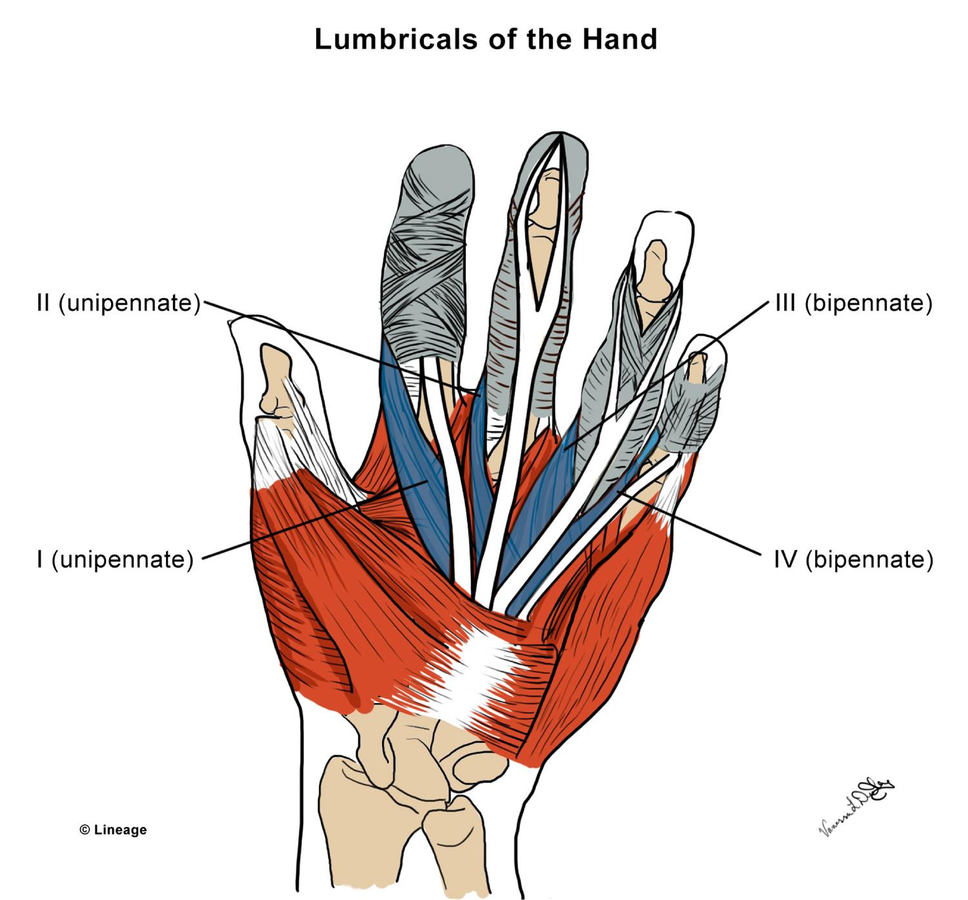 Lumbricals of the Hand
II (unipennate)
III (bipennate)
I (unipennate)
IV (bipennate)
© Lineage